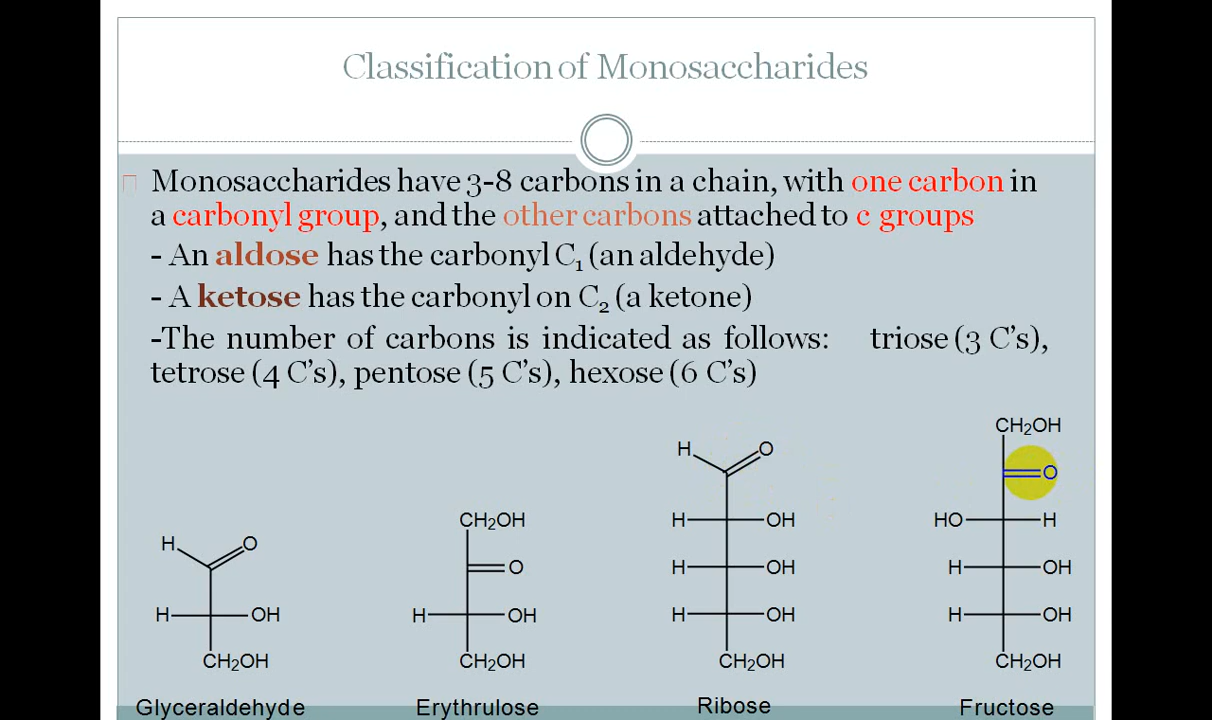 Classification of Monosaccharides
Monosaccharides have 3-8 carbons in a chain, with one carbon in
a carbonyl group, and the other carbons attached to c groups
- An aldose has the carbonyl C₁ (an aldehyde)
- A ketose has the carbonyl on C₂ (a ketone)
-The number of carbons is indicated as follows: triose (3 C's),
tetrose (4 C's), pentose (5 C's), hexose (6 C's)
H O
H OH
CH₂OH
Glyceraldehyde
CH₂OH
O
H OH
CH₂OH
Erythrulose
H O
H OH
H OH
H OH
CH₂OH
Ribose
CH₂OH
O
HO H
H OH
H OH
CH₂OH
Fructose